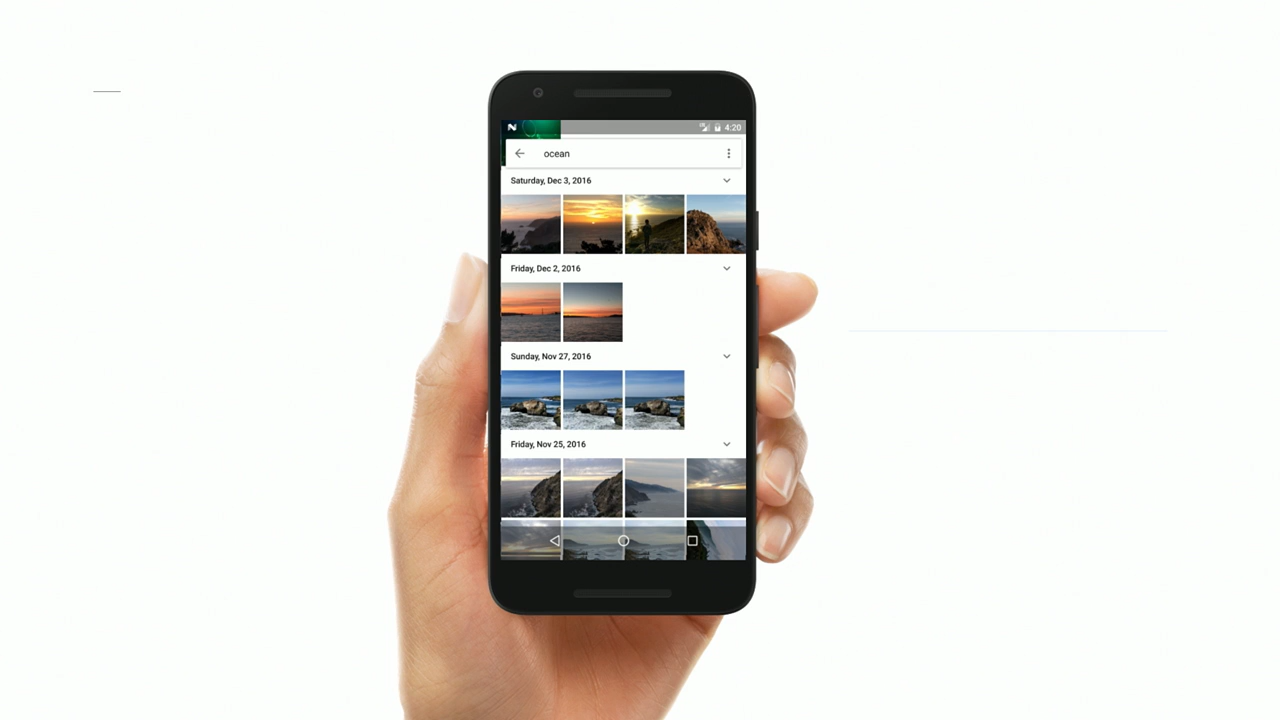 4:20
ocean
Saturday, Dec 3, 2016
Friday, Dec 2, 2016
Sunday, Nov 27, 2016
Friday, Nov 25, 2016